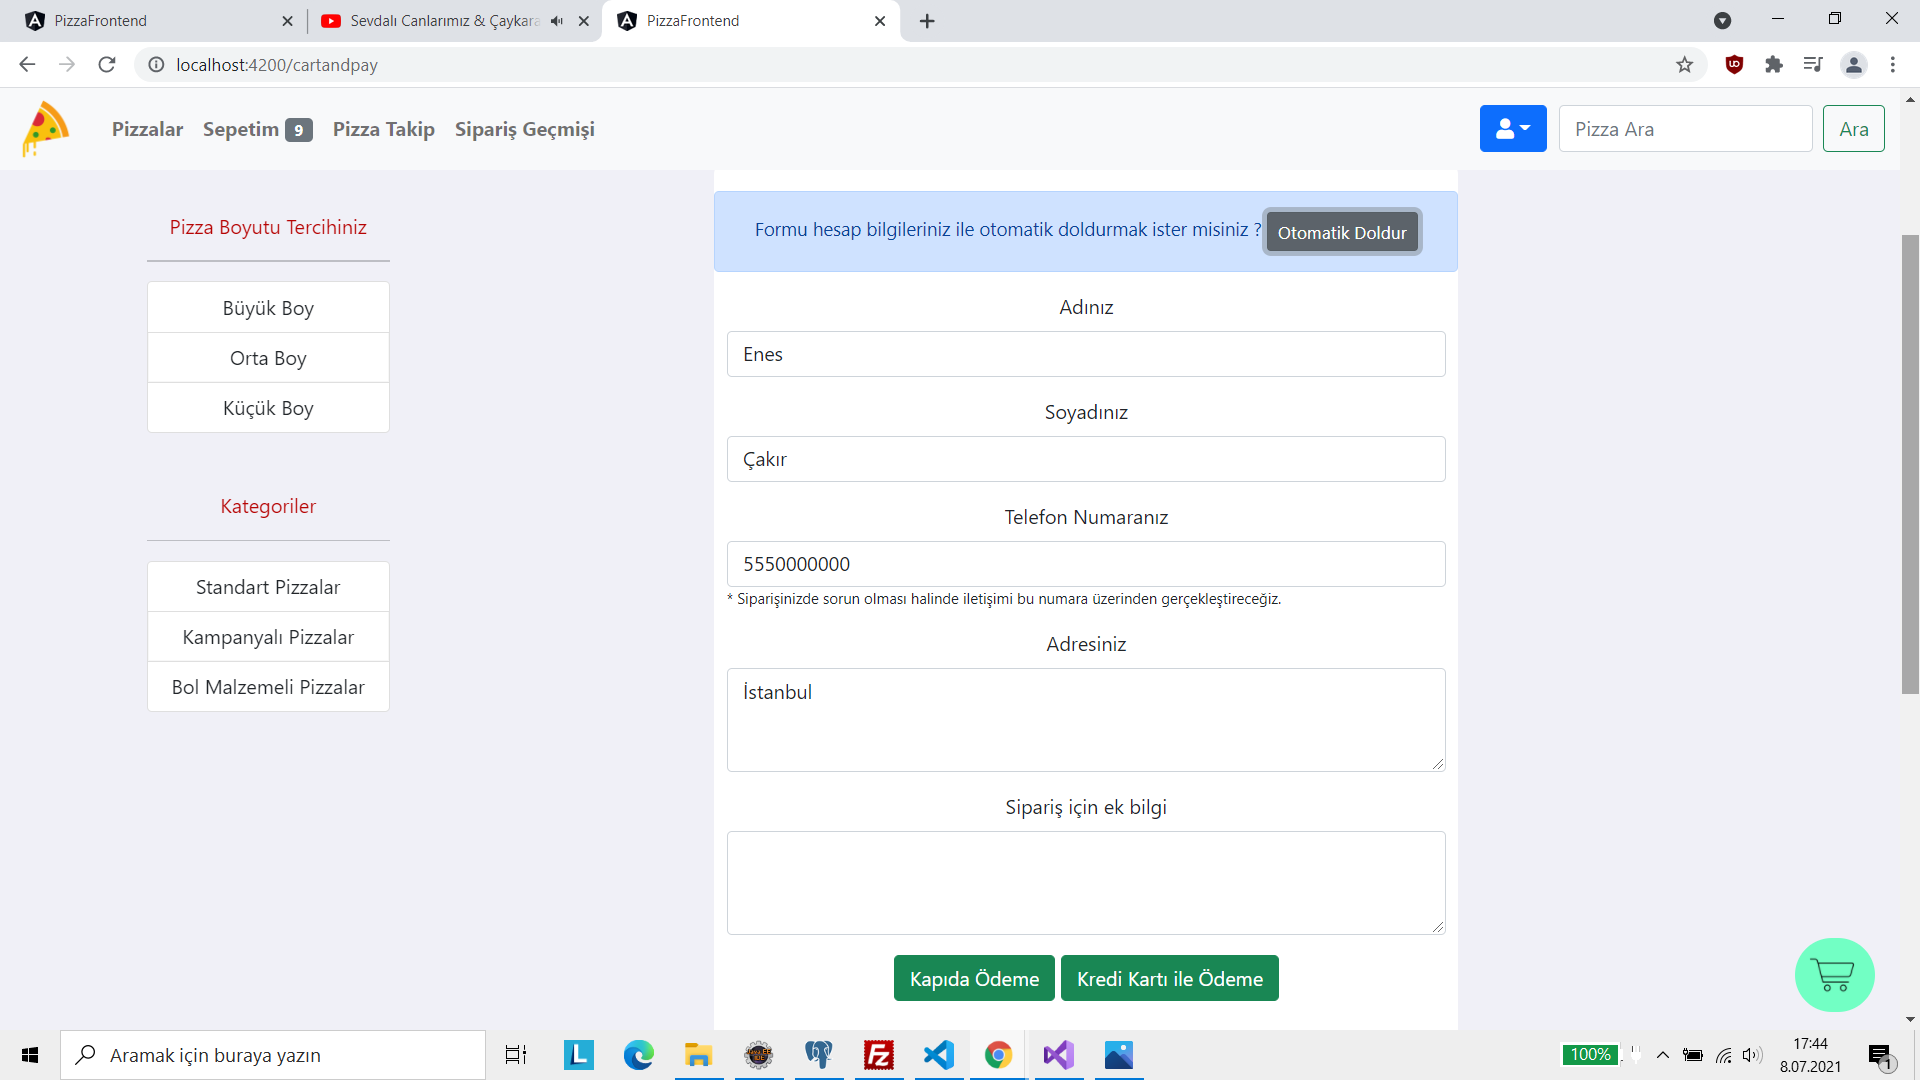 PizzaFrontend
Sevdalı Canlarımız & Çaykara
PizzaFrontend
localhost:4200/cartandpay
Pizzalar Sepetim 9 Pizza Takip Sipariş Geçmişi
Pizza Ara
Ara
Pizza Boyutu Tercihiniz
Büyük Boy
Orta Boy
Küçük Boy
Kategoriler
Standart Pizzalar
Kampanyalı Pizzalar
Bol Malzemeli Pizzalar
Formu hesap bilgileriniz ile otomatik doldurmak ister misiniz ? Otomatik Doldur
Adınız
Enes
Soyadınız
Çakır
Telefon Numaranız
5550000000
* Siparişinizde sorun olması halinde iletişimi bu numara üzerinden gerçekleştireceğiz.
Adresiniz
İstanbul
Sipariş için ek bilgi
Kapıda Ödeme Kredi Kartı ile Ödeme
Aramak için buraya yazın
100%
17:44
8.07.2021
1